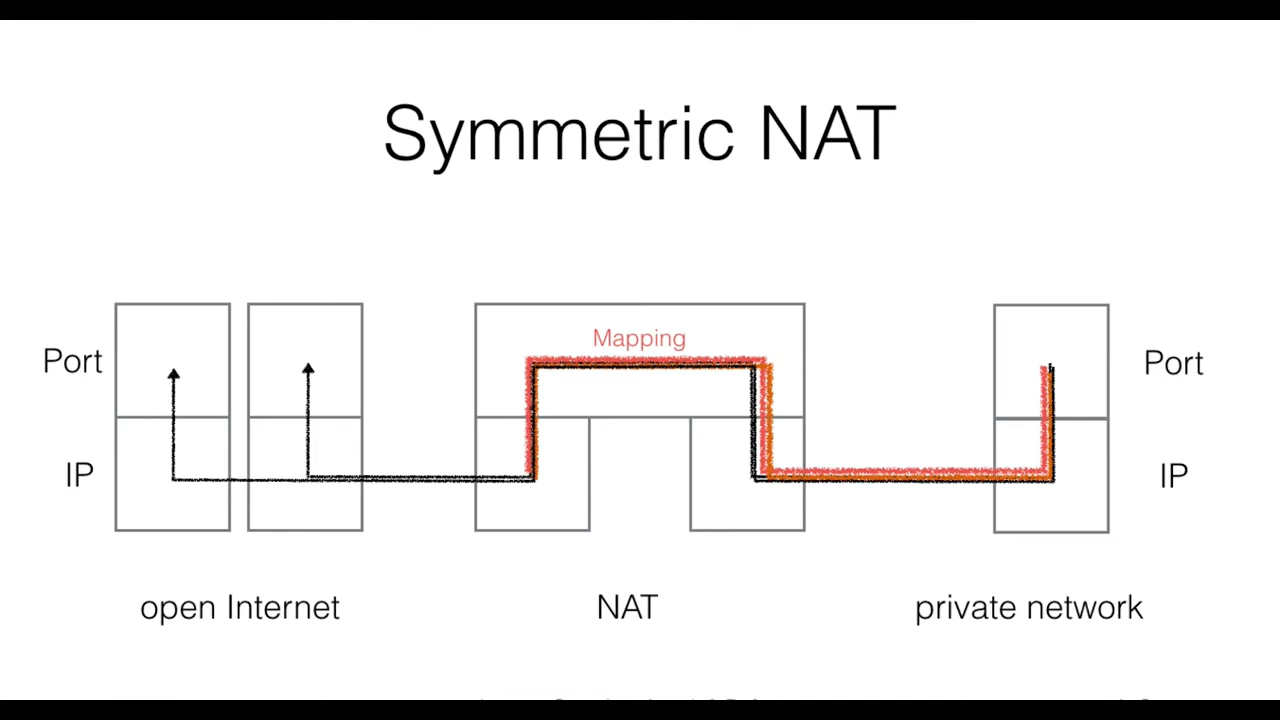 Symmetric NAT
Mapping
Port
Port
IP
IP
open Internet
NAT
private network